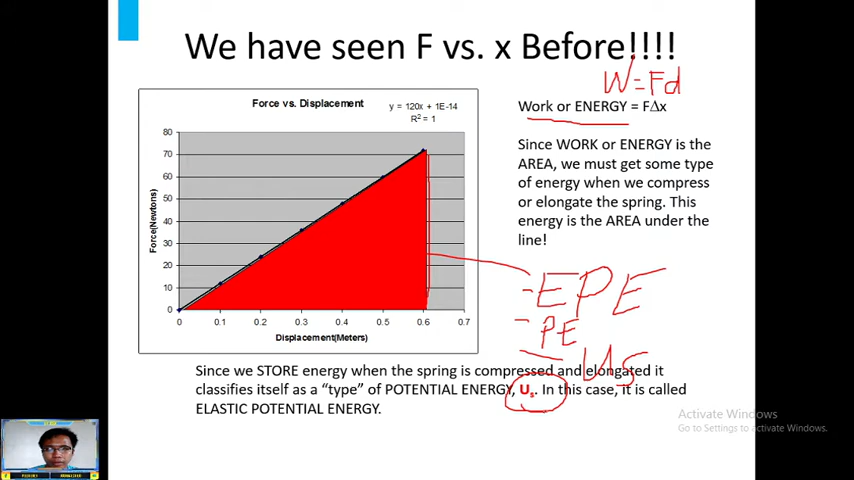 We have seen F vs. x Before!!!!
W=Fd
Force vs. Displacement
y = 120x + 1E-14
R² = 1
80
70
60
50
40
30
20
10
0
0 0.1 0.2 0.3 0.4 0.5 0.6 0.7
Force(Newtons)
Displacement(Meters)
Work or ENERGY = FΔx
Since WORK or ENERGY is the
AREA, we must get some type
of energy when we compress
or elongate the spring. This
energy is the AREA under the
line!
EPE
PE
Us
Since we STORE energy when the spring is compressed and elongated it
classifies itself as a “type” of POTENTIAL ENERGY, Us. In this case, it is called
ELASTIC POTENTIAL ENERGY.
Activate Windows
Go to Settings to activate Windows.